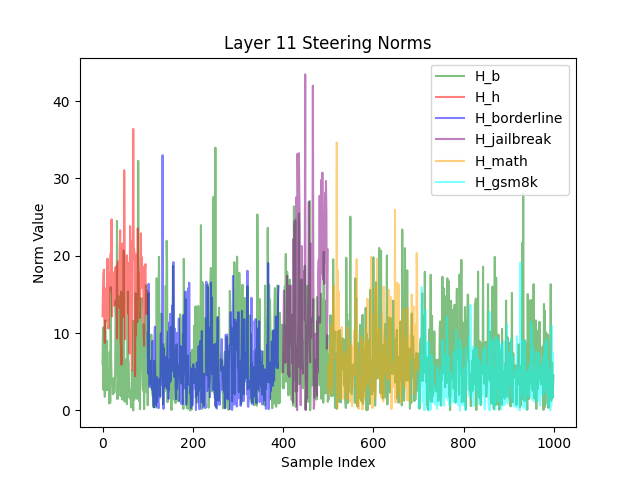 Layer 11 Steering Norms
Norm Value
40
30
20
10
0
H_b
H_h
H_borderline
H_jailbreak
H_math
H_gsm8k
0 200 400 600 800 1000
Sample Index